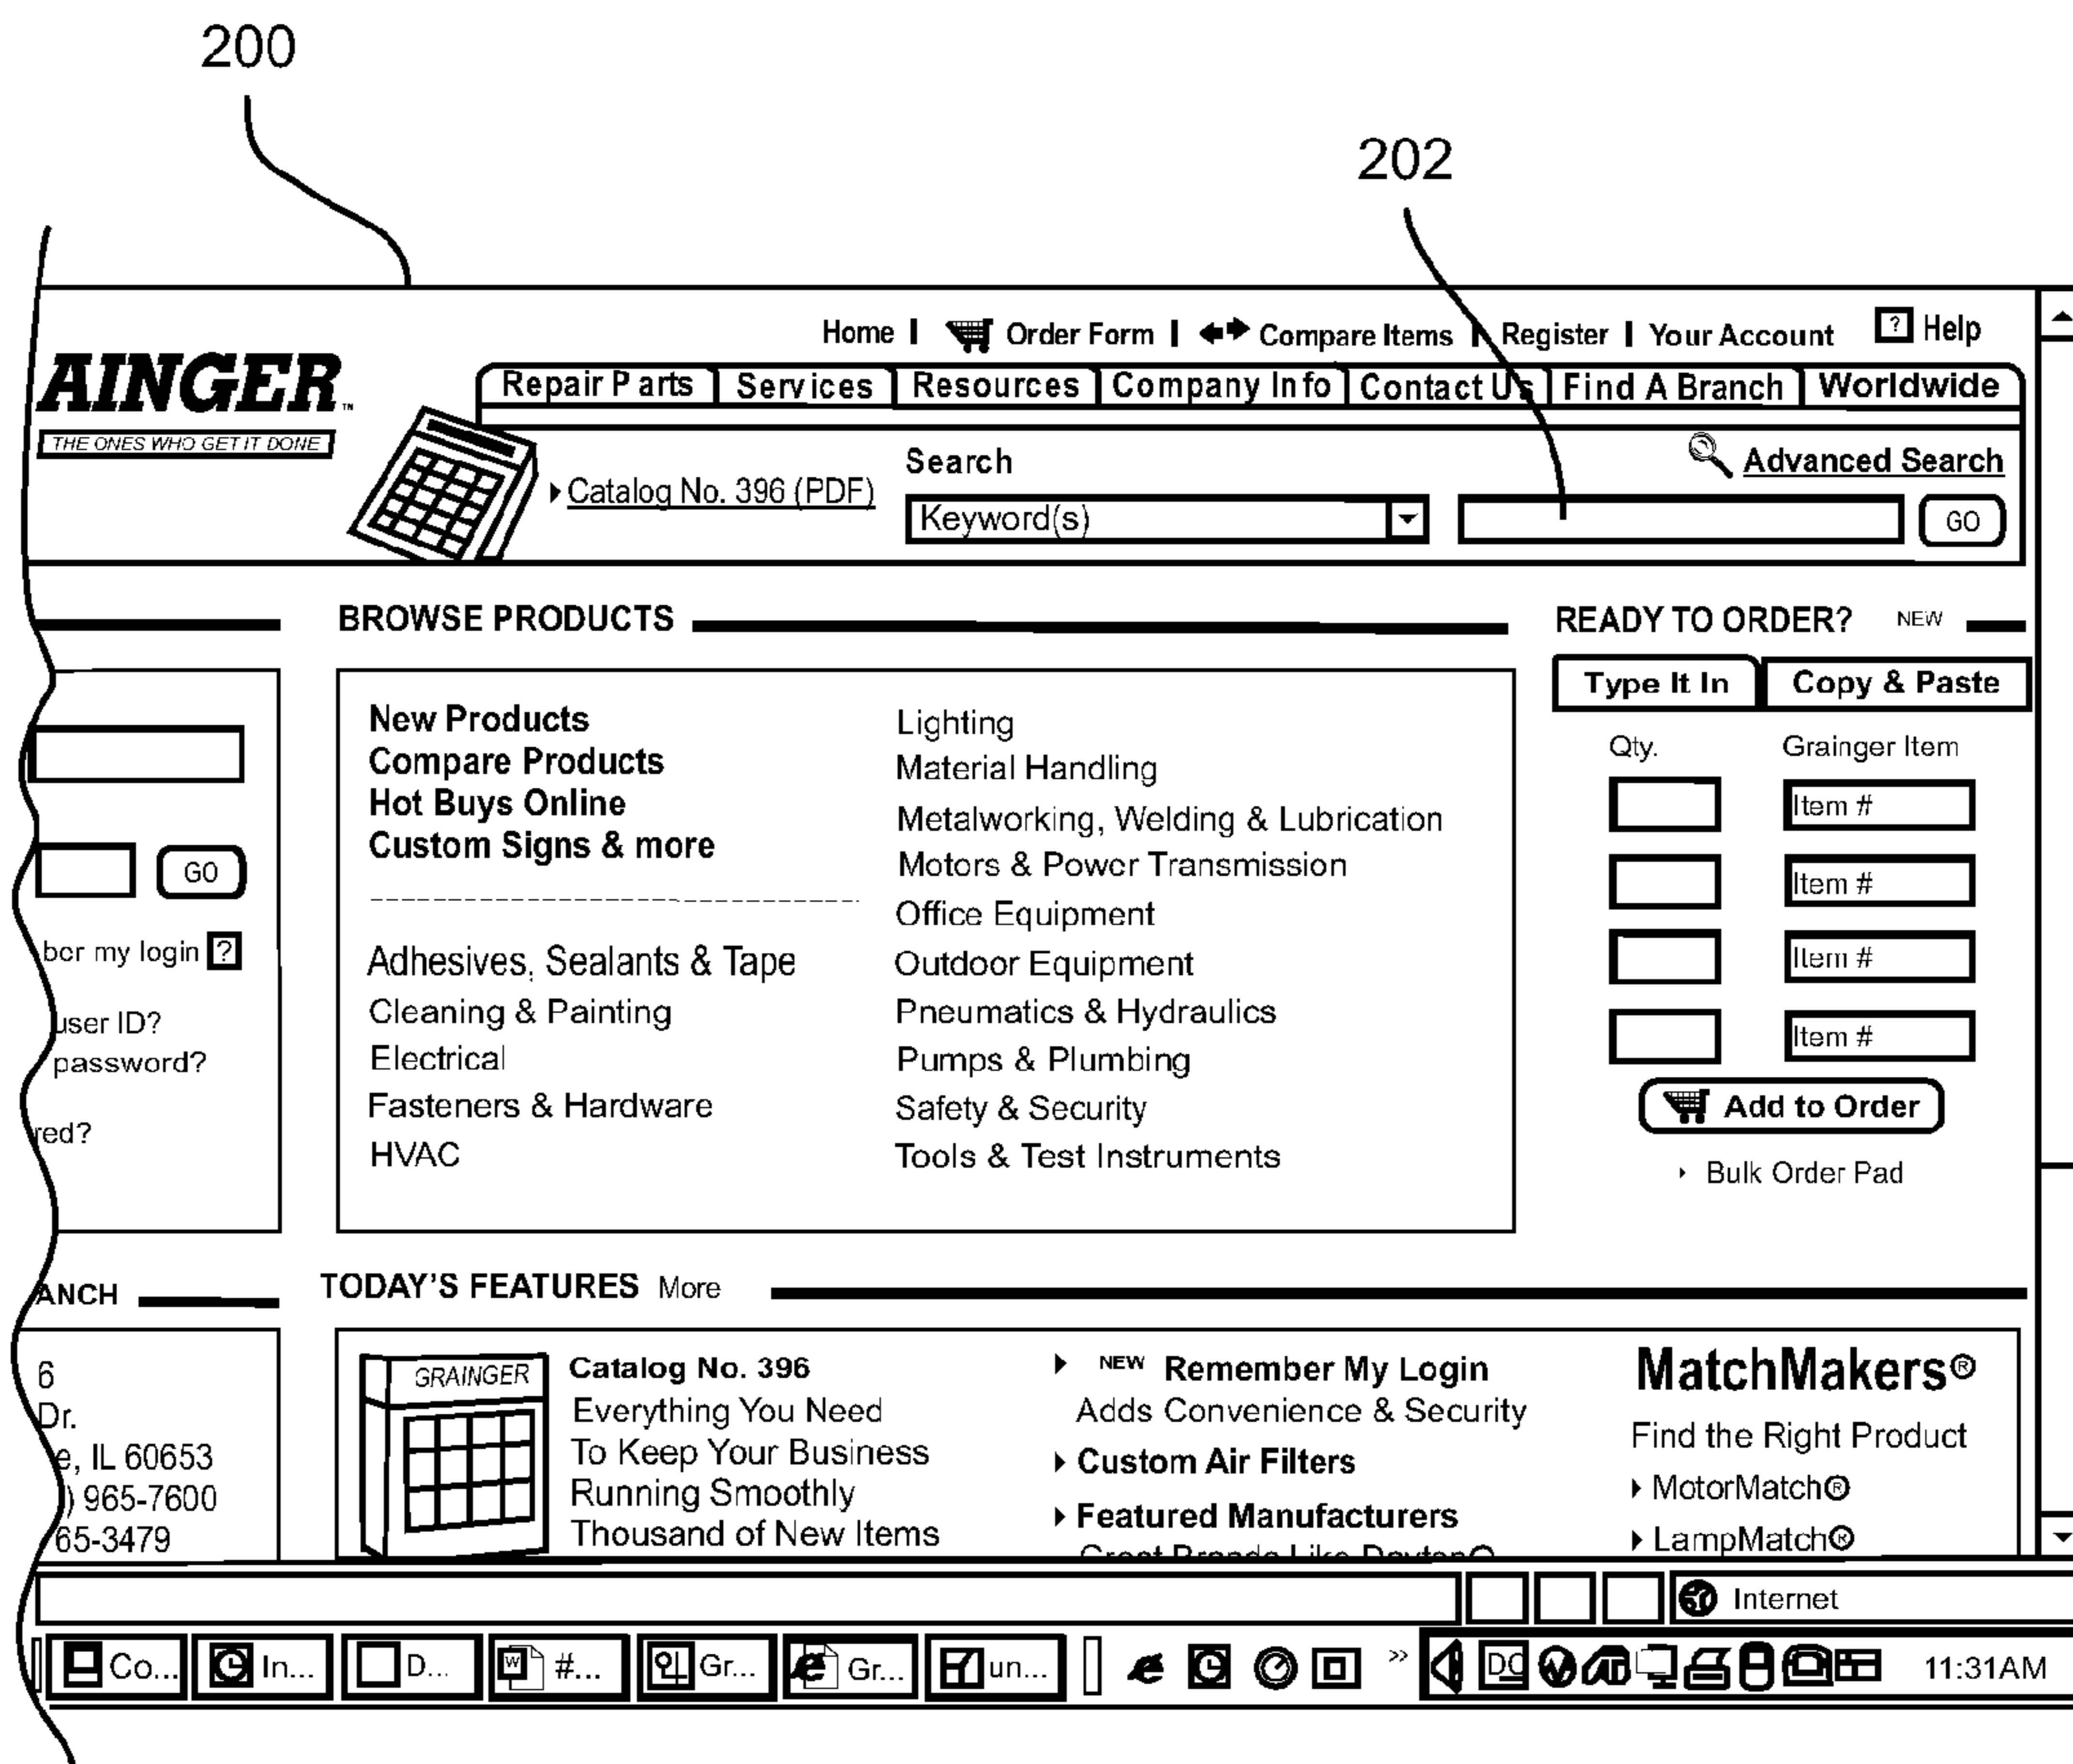 200
202
Home | Order Form | Compare Items | Register | Your Account ? Help
AINGER™
THE ONES WHO GET IT DONE
Repair Parts Services Resources Company Info Contact Us Find A Branch Worldwide
Search
Advanced Search
Catalog No. 396 (PDF)
Keyword(s)
GO
BROWSE PRODUCTS
READY TO ORDER? NEW
Type It In Copy & Paste
New Products
Compare Products
Hot Buys Online
Custom Signs & more
Adhesives, Sealants & Tape
Cleaning & Painting
Electrical
Fasteners & Hardware
HVAC
Lighting
Material Handling
Metalworking, Welding & Lubrication
Motors & Power Transmission
Office Equipment
Outdoor Equipment
Pneumatics & Hydraulics
Pumps & Plumbing
Safety & Security
Tools & Test Instruments
Qty. Grainger Item
Item #
Item #
Item #
Item #
Add to Order
Bulk Order Pad
GO
ber my login ?
user ID?
password?
red?
ANCH
TODAY'S FEATURES More
6
Dr.
e, IL 60653
) 965-7600
65-3479
GRAINGER
Catalog No. 396
Everything You Need
To Keep Your Business
Running Smoothly
Thousand of New Items
NEW Remember My Login
Adds Convenience & Security
Custom Air Filters
Featured Manufacturers
Great Brands Like Dayton®
MatchMakers®
Find the Right Product
MotorMatch®
LampMatch®
Internet
Co... In... D... W #... Gr... Gr... un... » DC 11:31AM